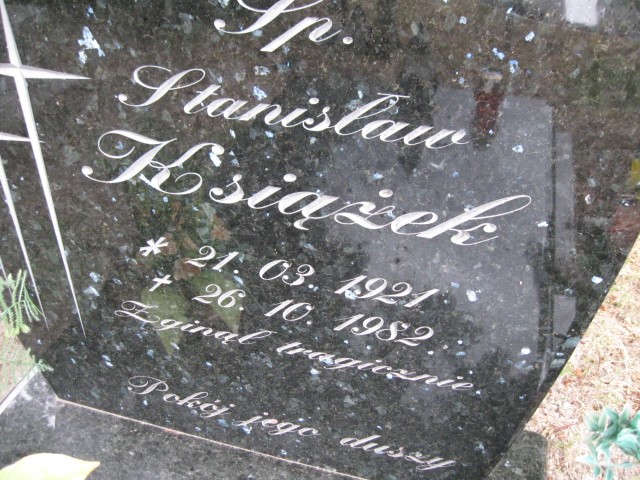 Śp.
Stanisław
Książek
* 21. 03. 1921
+ 26. 10. 1982
Zginął tragicznie
Pokój jego duszy